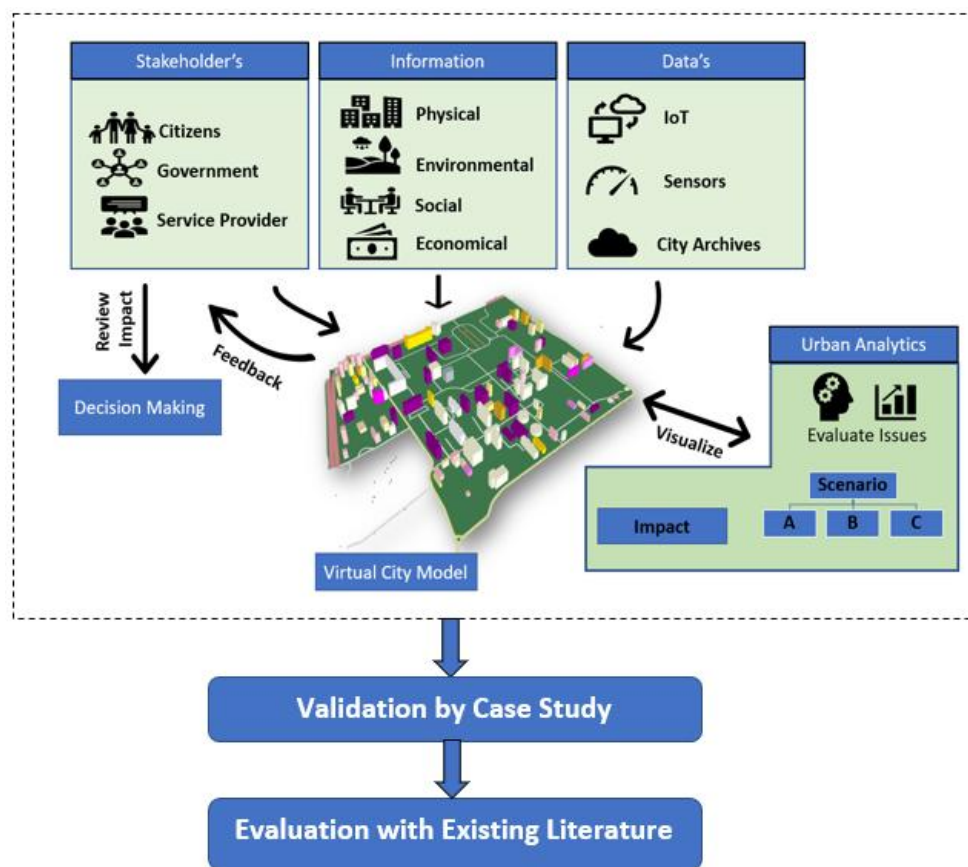 Stakeholder's
Citizens
Government
Service Provider
Information
Physical
Environmental
Social
Economical
Data's
IoT
Sensors
City Archives
Review
Impact
Feedback
Decision Making
Virtual City Model
Visualize
Urban Analytics
Evaluate Issues
Scenario
A
B
C
Impact
Validation by Case Study
Evaluation with Existing Literature